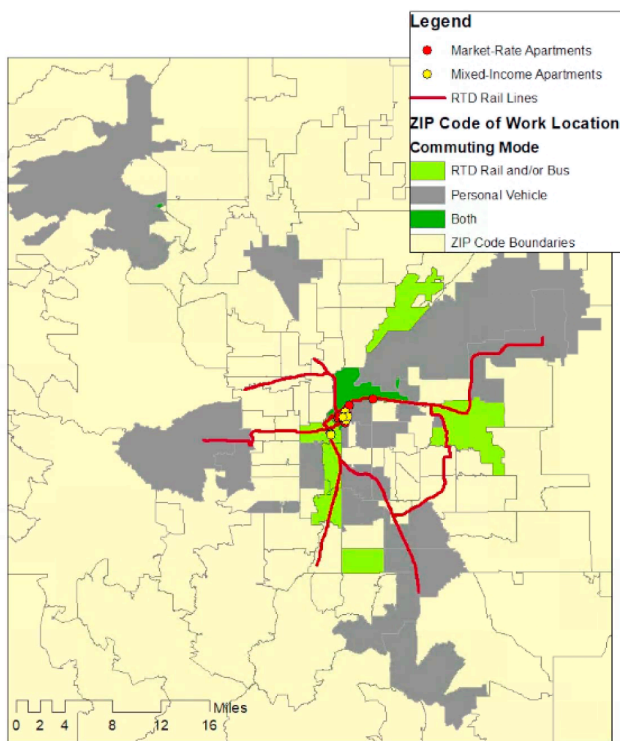 Legend
Market-Rate Apartments
Mixed-Income Apartments
RTD Rail Lines
ZIP Code of Work Location
Commuting Mode
RTD Rail and/or Bus
Personal Vehicle
Both
ZIP Code Boundaries
Miles
0 2 4 8 12 16